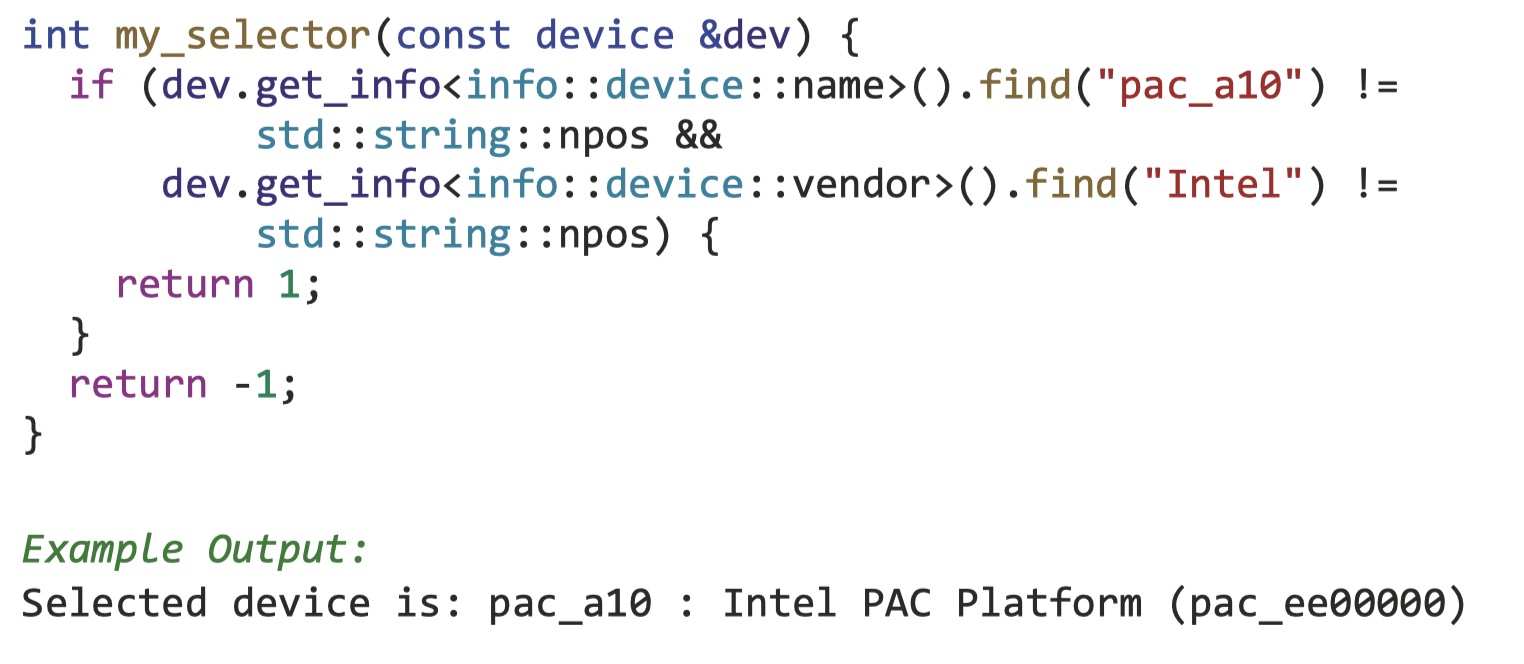 int my_selector(const device &dev) {
  if (dev.get_info<info::device::name>().find("pac_a10") !=
          std::string::npos &&
      dev.get_info<info::device::vendor>().find("Intel") !=
          std::string::npos) {
    return 1;
  }
  return -1;
}
Example Output:
Selected device is: pac_a10 : Intel PAC Platform (pac_ee00000)